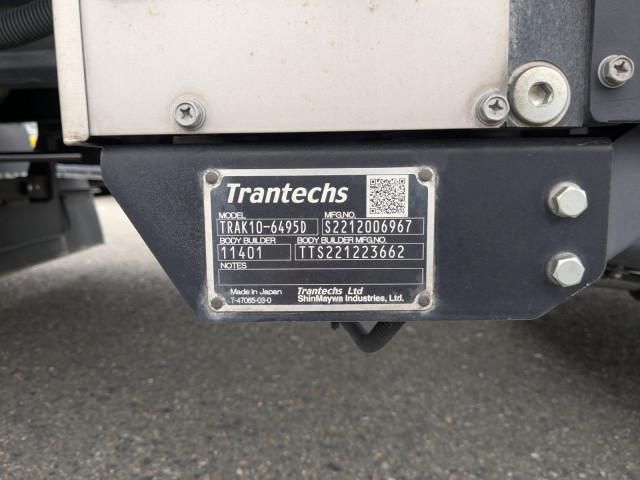 Trantechs
MODEL MFG.NO.
TRAK10-6495D S2212006967
BODY BUILDER BODY BUILDER MFG.NO.
11401 TTS221223662
NOTES
Made in Japan Trantechs Ltd
T-47065-03-0 ShinMaywa Industries, Ltd.